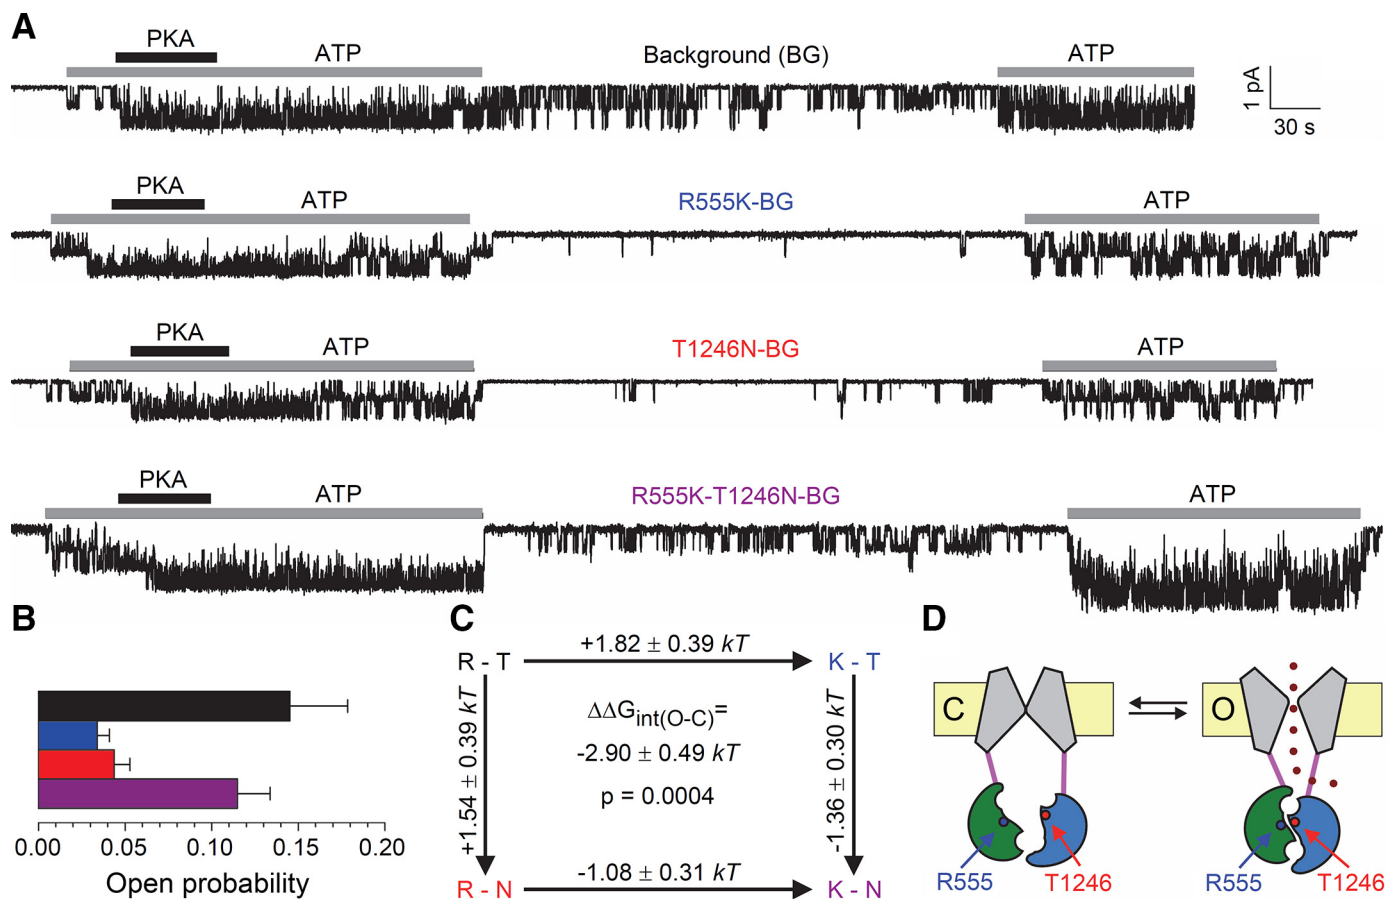 A
PKA
ATP
Background (BG)
ATP
1 pA
30 s
PKA
ATP
R555K-BG
ATP
PKA
ATP
T1246N-BG
ATP
PKA
ATP
R555K-T1246N-BG
ATP
B
0.00 0.05 0.10 0.15 0.20
Open probability
C
R - T
+1.82 ± 0.39 kT
K - T
+1.54 ± 0.39 kT
ΔΔGint(O-C)=
-2.90 ± 0.49 kT
p = 0.0004
-1.36 ± 0.30 kT
R - N
-1.08 ± 0.31 kT
K - N
D
C
O
R555
T1246
R555
T1246